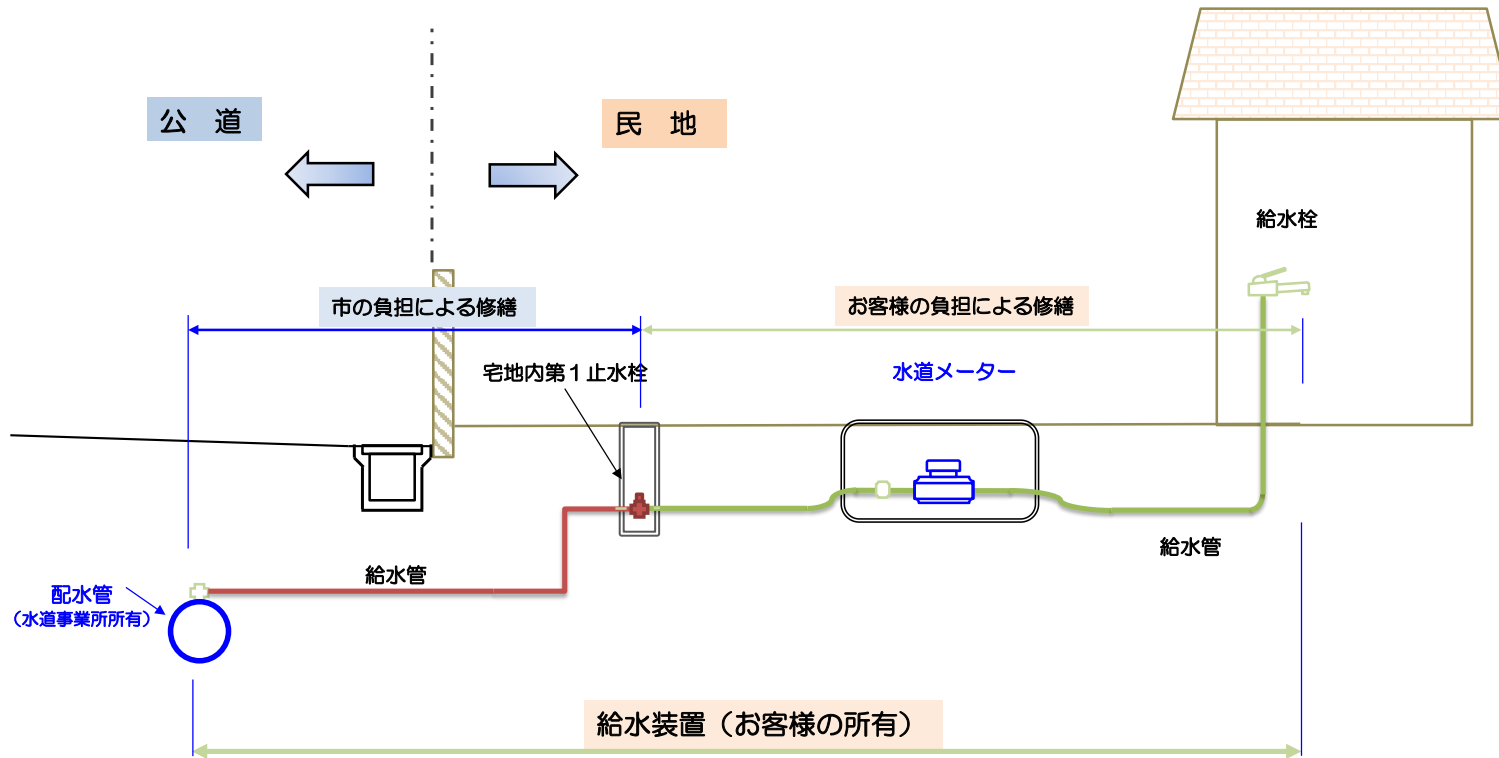 公　道
民　地
給水栓
市の負担による修繕
お客様の負担による修繕
宅地内第１止水栓
水道メーター
給水管
給水管
配水管
（水道事業所所有）
給水装置（お客様の所有）